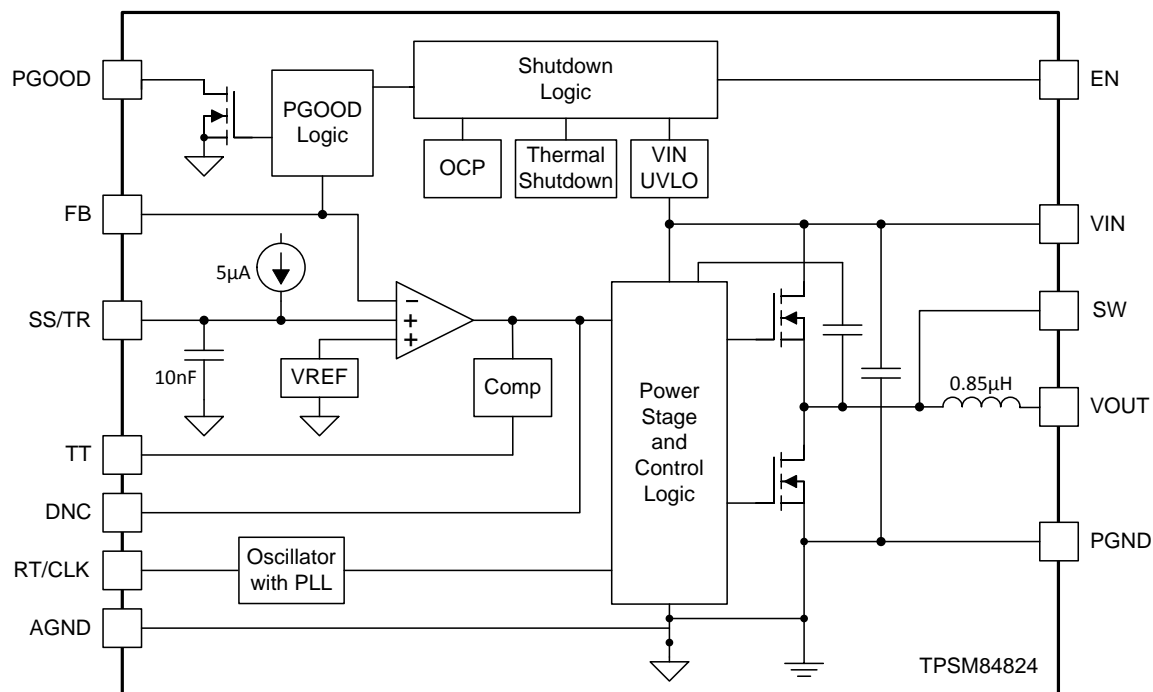 PGOOD
Shutdown
Logic
EN
PGOOD
Logic
OCP
Thermal
Shutdown
VIN
UVLO
FB
VIN
5µA
SS/TR
SW
10nF
VREF
Comp
0.85µH
VOUT
Power
Stage
and
Control
Logic
TT
DNC
PGND
RT/CLK
Oscillator
with PLL
AGND
TPSM84824